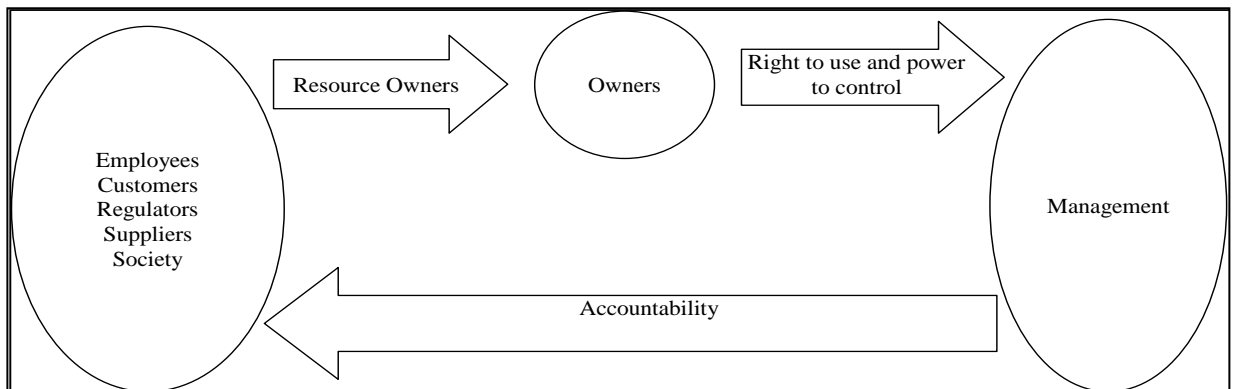 Employees
Customers
Regulators
Suppliers
Society
Resource Owners
Owners
Right to use and power
to control
Management
Accountability